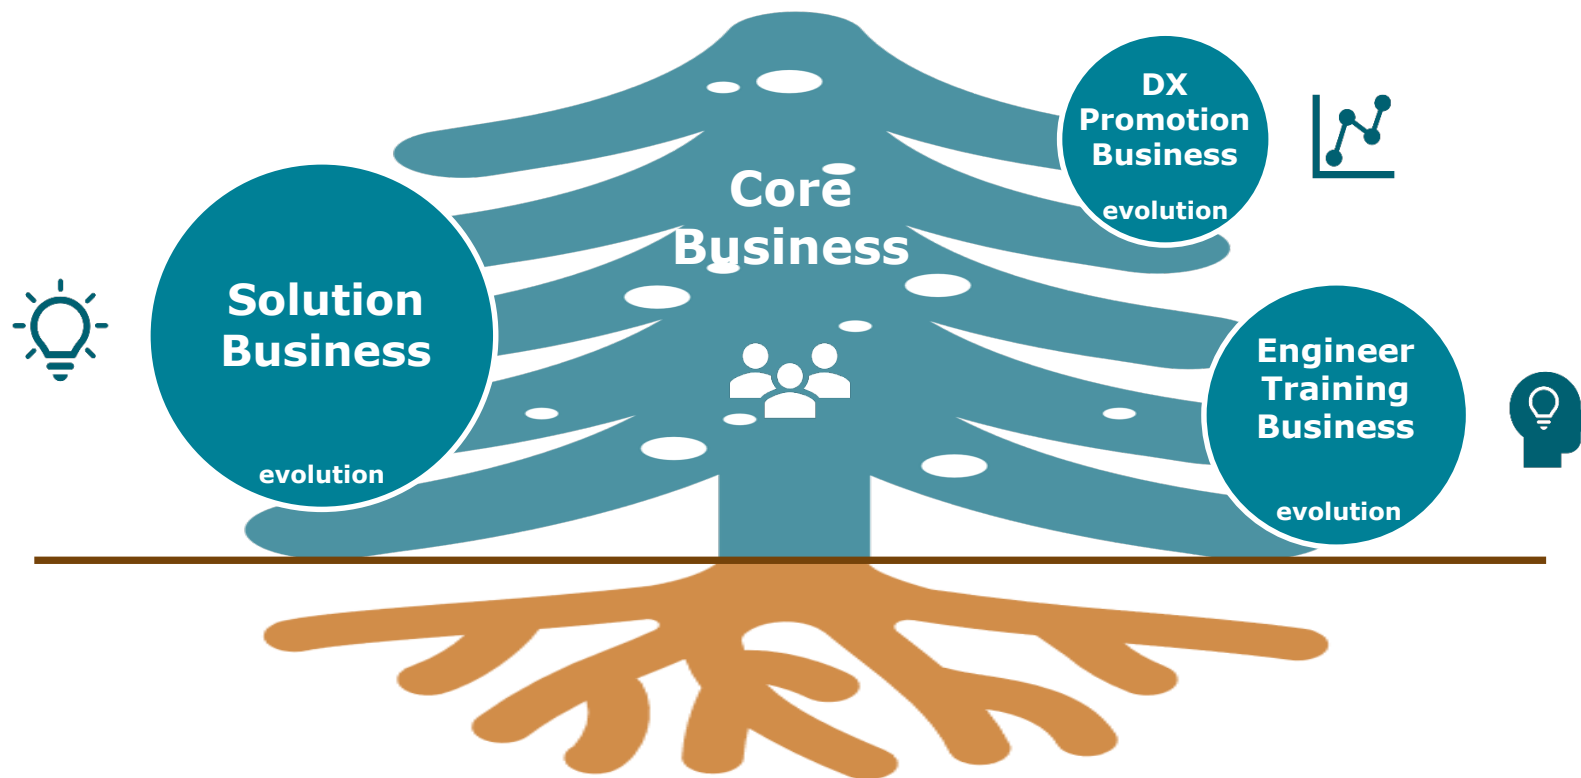 Core
Business
Solution
Business
evolution
DX
Promotion
Business
evolution
Engineer
Training
Business
evolution